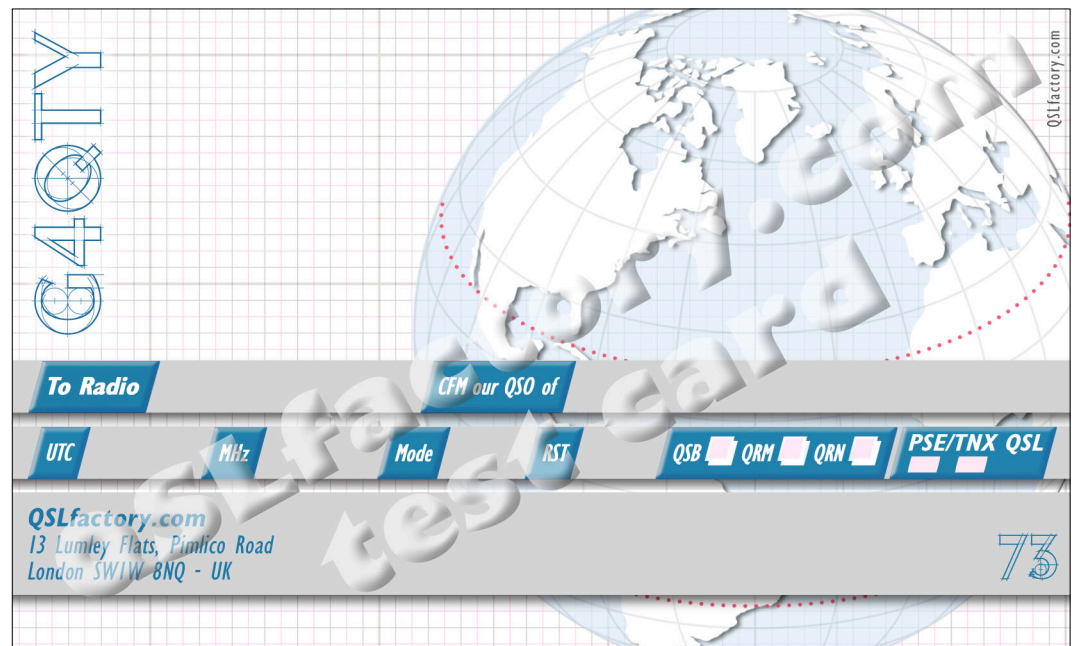 G4QTY
QSLfactory.com
To Radio
CFM our QSO of
UTC
MHz
Mode
RST
QSB
QRM
QRN
PSE/TNX QSL
QSLfactory.com
13 Lumley Flats, Pimlico Road
London SW1W 8NQ - UK
73
QSLfactory.com
test card